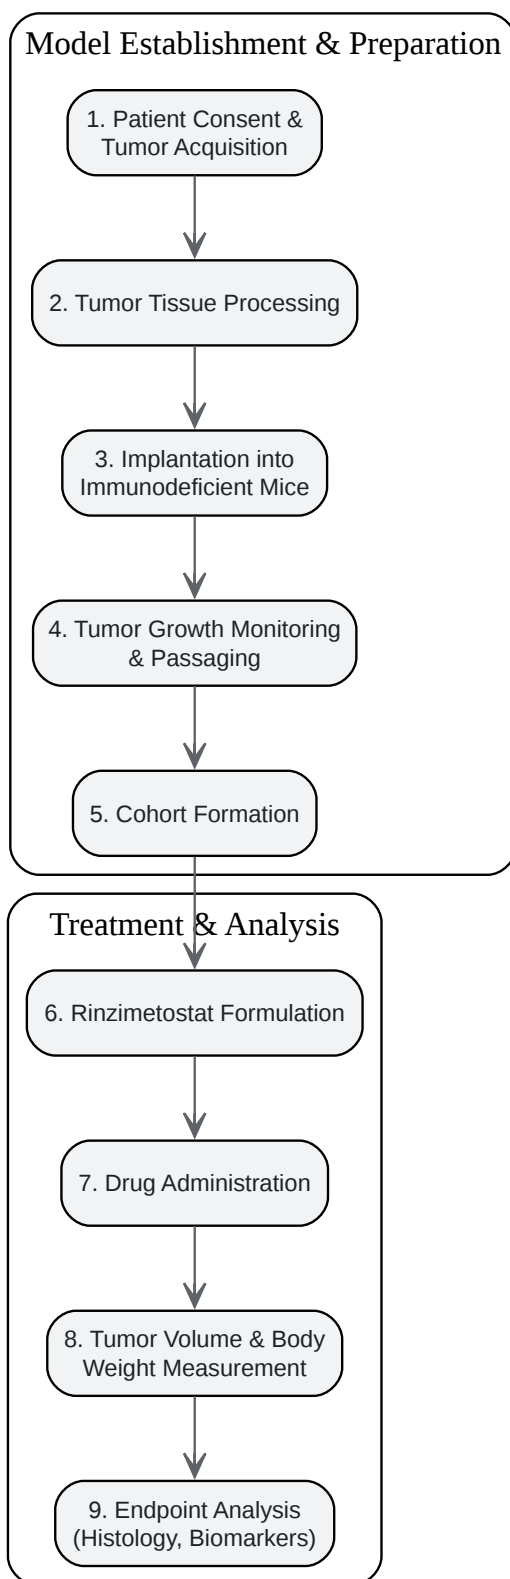 Model Establishment & Preparation
1. Patient Consent &
Tumor Acquisition
2. Tumor Tissue Processing
3. Implantation into
Immunodeficient Mice
4. Tumor Growth Monitoring
& Passaging
5. Cohort Formation
Treatment & Analysis
6. Rinzimetostat Formulation
7. Drug Administration
8. Tumor Volume & Body
Weight Measurement
9. Endpoint Analysis
(Histology, Biomarkers)